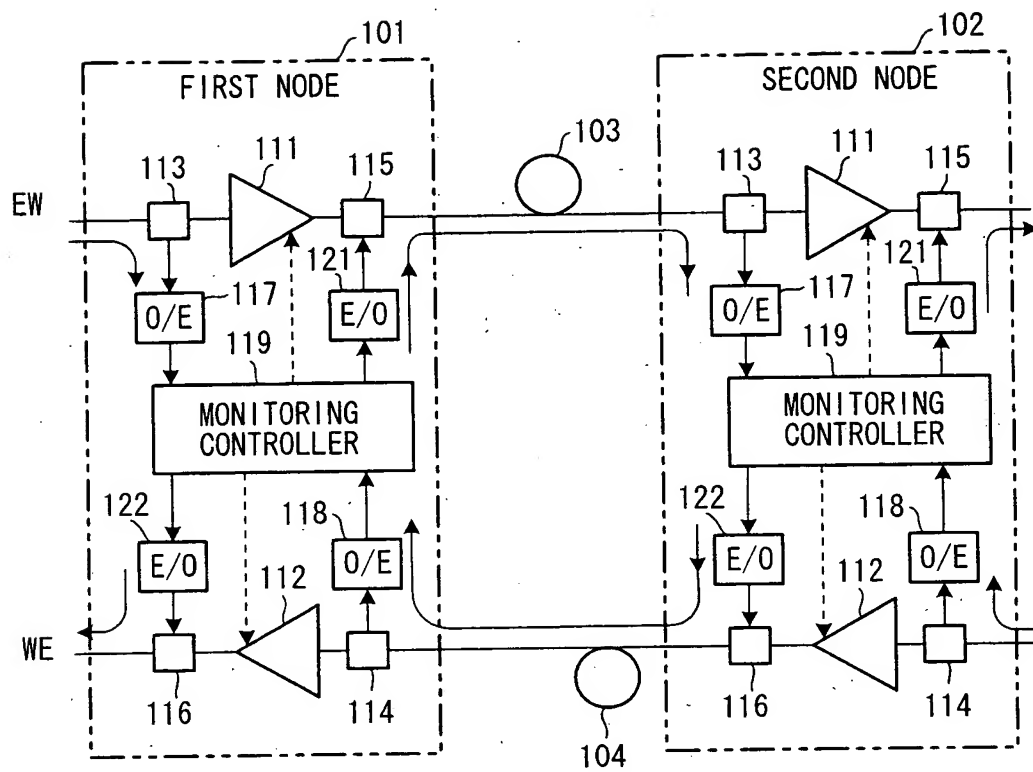 101
102
FIRST NODE
SECOND NODE
103
113
111
115
113
111
115
EW
121
121
O/E
117
E/O
O/E
117
E/O
119
119
MONITORING
CONTROLLER
MONITORING
CONTROLLER
122
118
122
118
E/O
112
O/E
E/O
112
O/E
WE
116
114
104
116
114